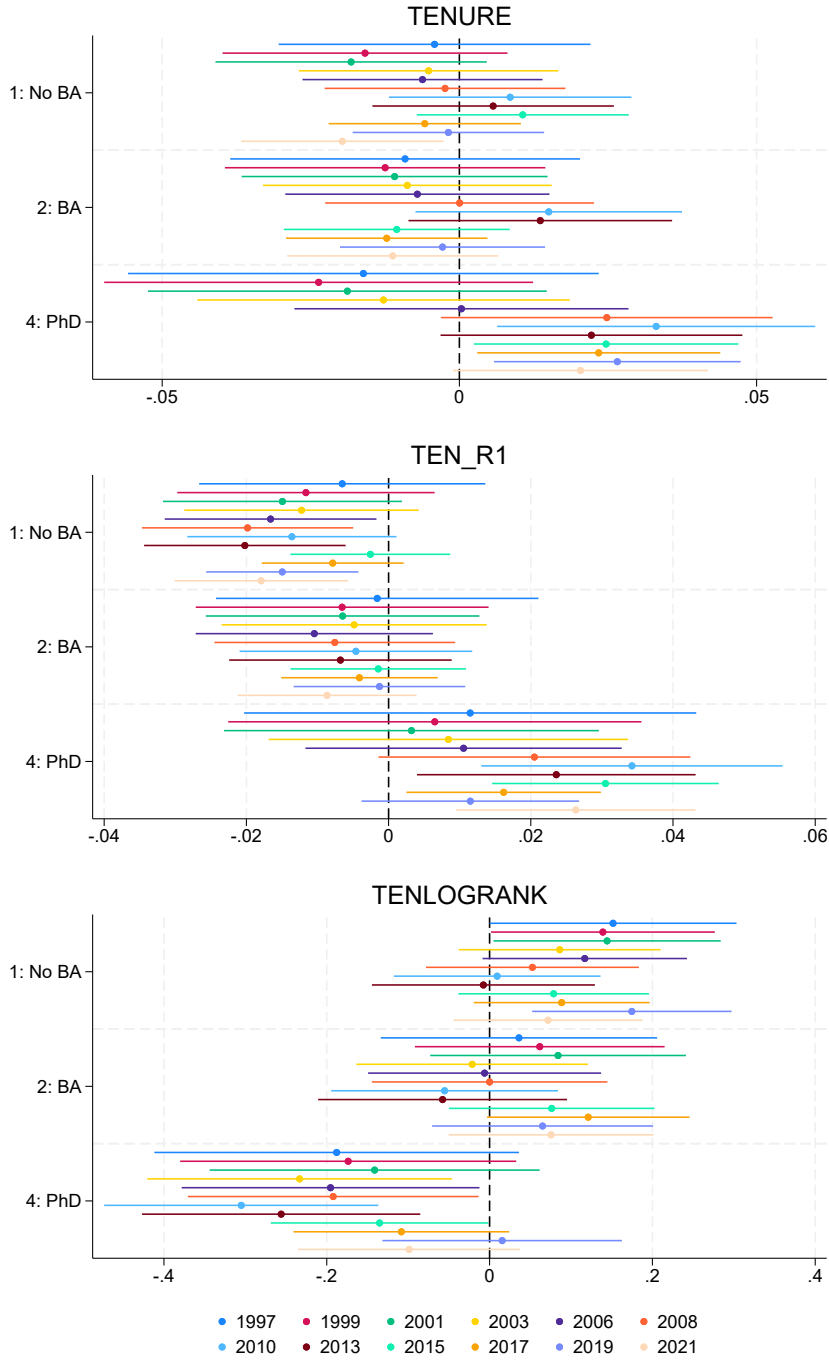 TENURE
1: No BA
2: BA
4: PhD
-.05 0 .05
TEN_R1
1: No BA
2: BA
4: PhD
-.04 -.02 0 .02 .04 .06
TENLOGRANK
1: No BA
2: BA
4: PhD
-.4 -.2 0 .2 .4
1997 1999 2001 2003 2006 2008
2010 2013 2015 2017 2019 2021